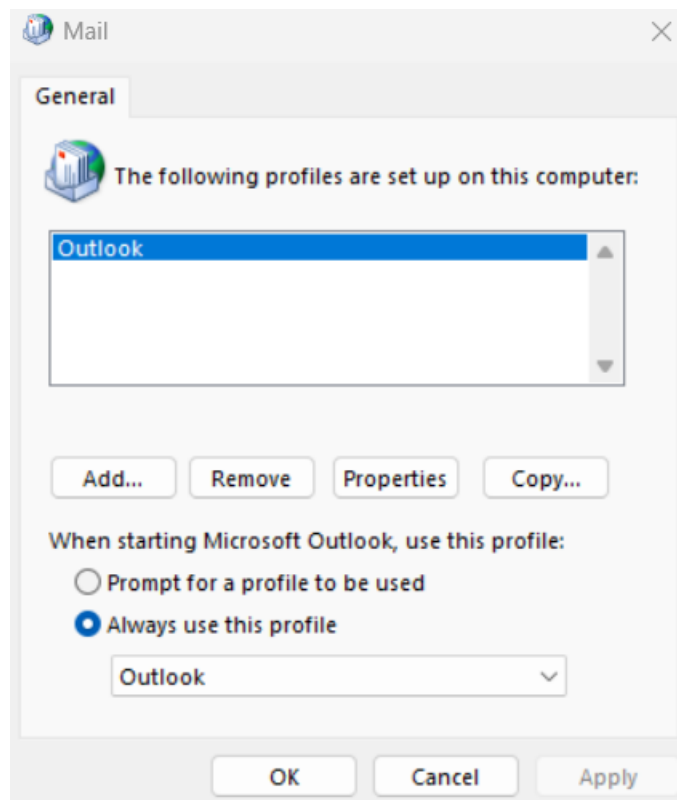 Mail
General
The following profiles are set up on this computer:
Outlook
Add... Remove Properties Copy...
When starting Microsoft Outlook, use this profile:
Prompt for a profile to be used
Always use this profile
Outlook
OK Cancel Apply